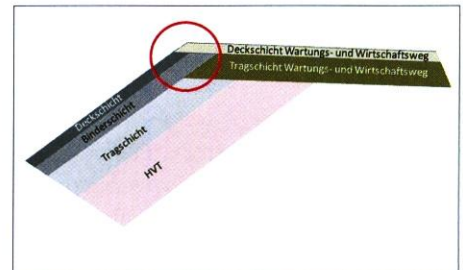 Deckschicht Wartungs- und Wirtschaftsweg
Tragschicht Wartungs- und Wirtschaftsweg
Deckschicht
Binderschicht
Tragschicht
HVT